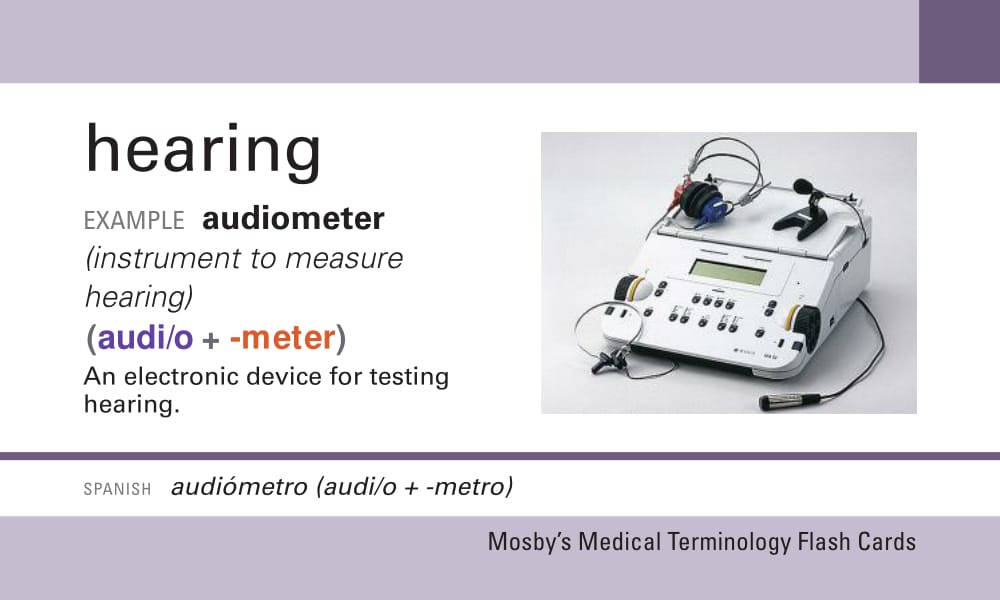 hearing
EXAMPLE audiometer
(instrument to measure
hearing)
(audi/o + -meter)
An electronic device for testing
hearing.
SPANISH audiómetro (audi/o + -metro)
Mosby's Medical Terminology Flash Cards